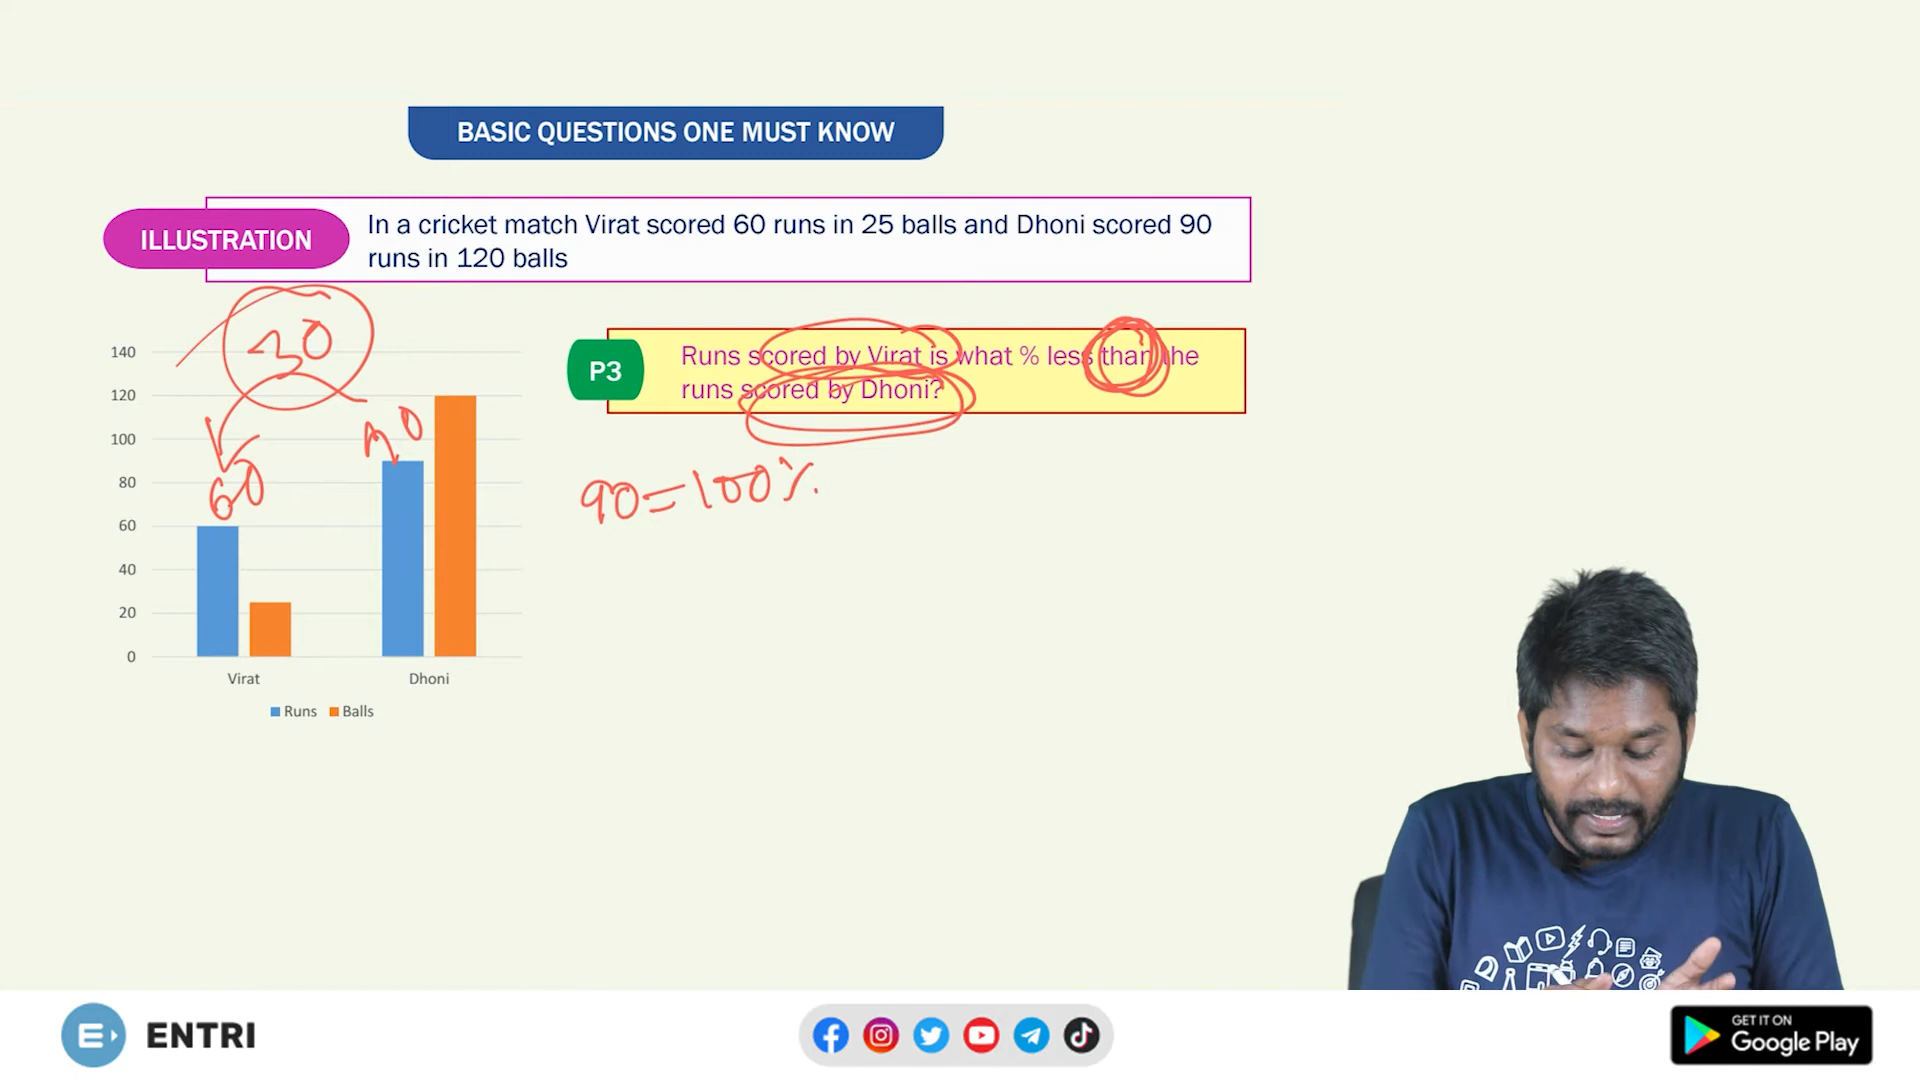 BASIC QUESTIONS ONE MUST KNOW
ILLUSTRATION
In a cricket match Virat scored 60 runs in 25 balls and Dhoni scored 90
runs in 120 balls
P3
Runs scored by Virat is what % less than the
runs scored by Dhoni?
30
60
90
90=100%
140
120
100
80
60
40
20
0
Virat
Dhoni
Runs
Balls
E
ENTRI
GET IT ON
Google Play